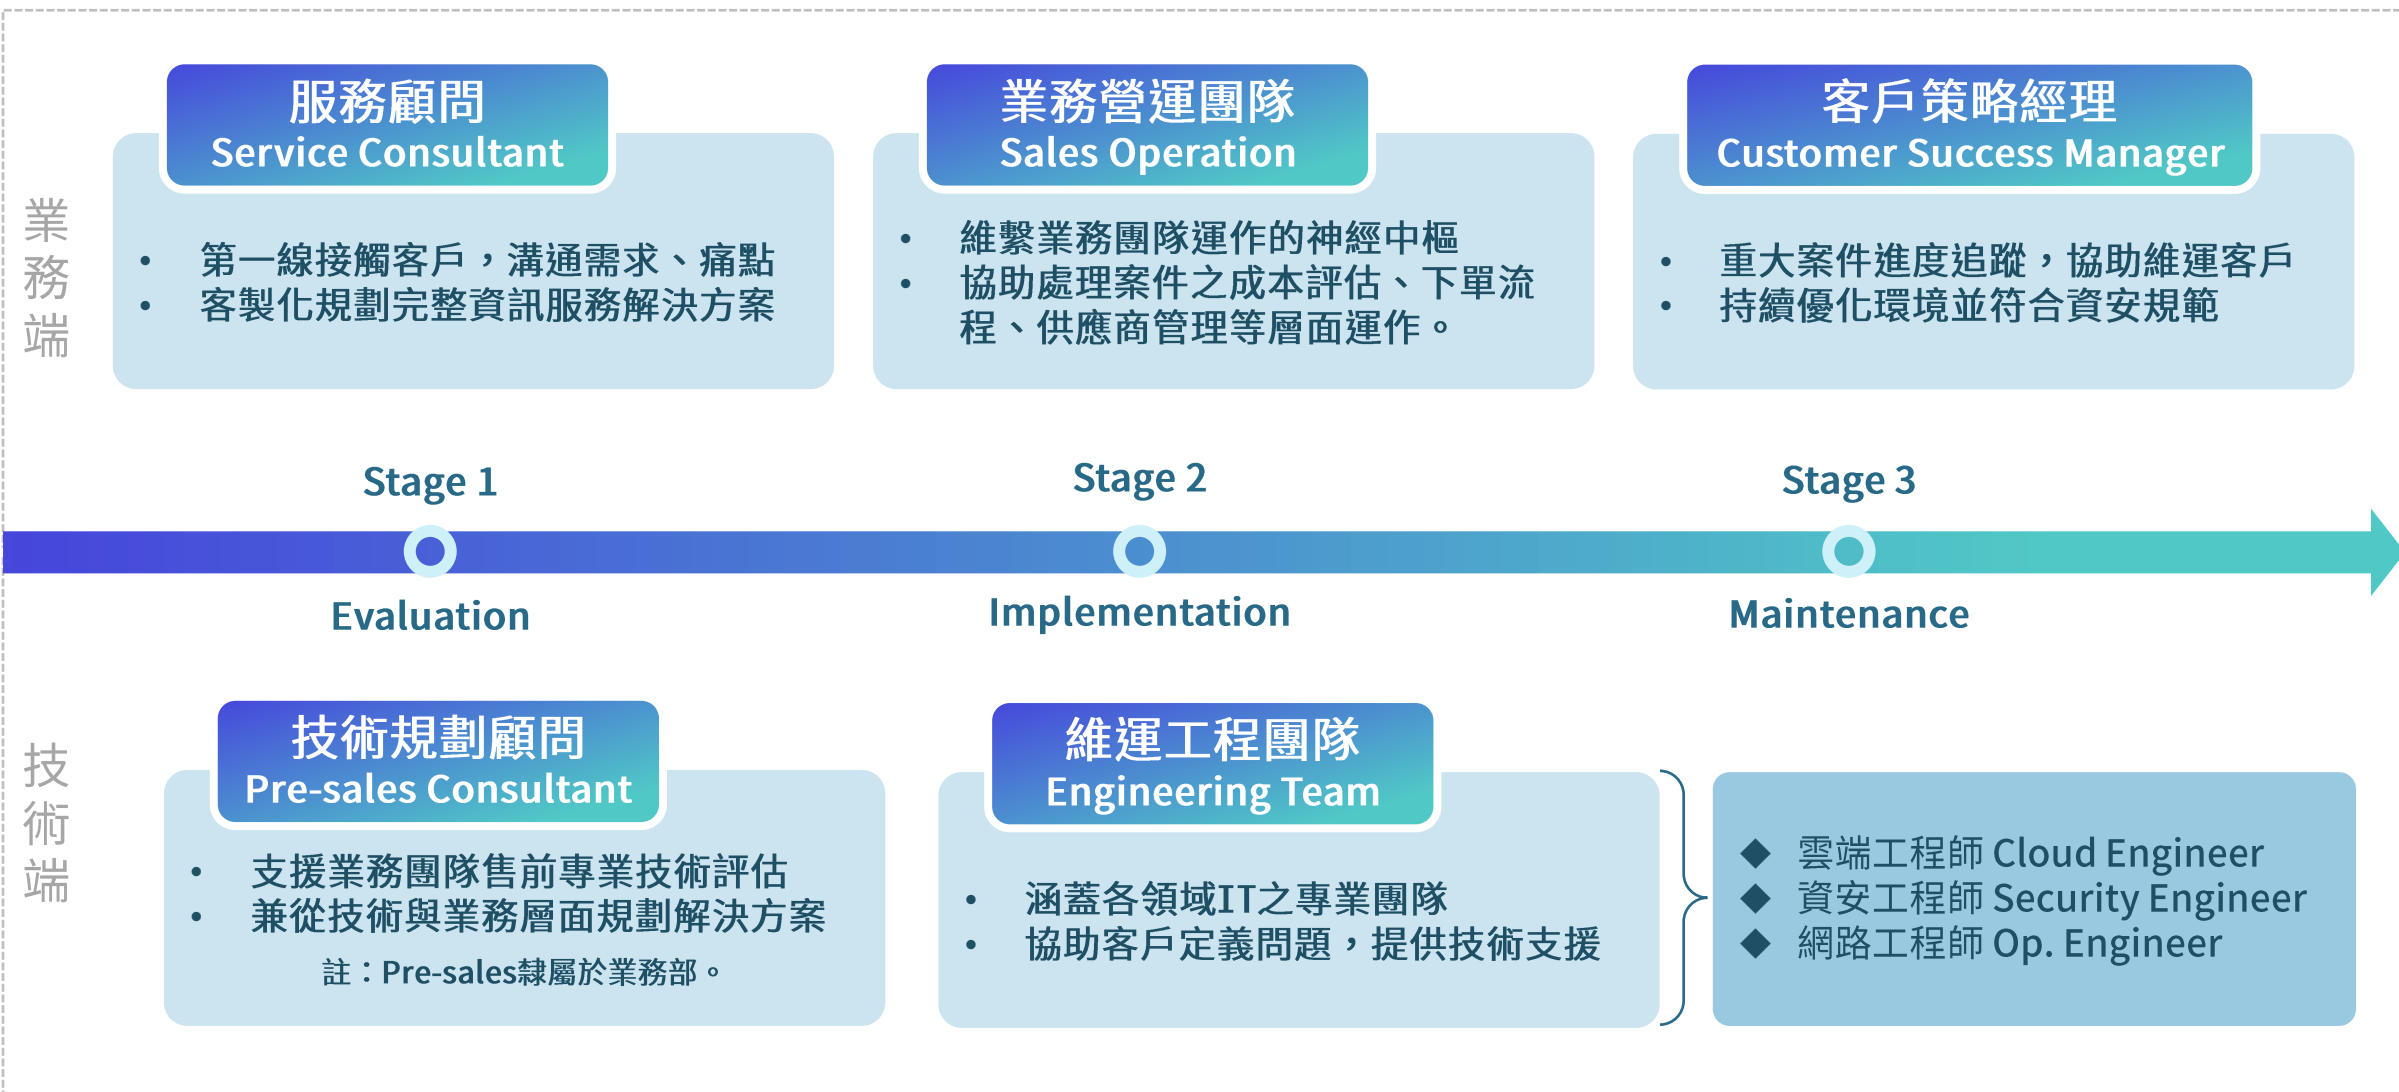 業務端
服務顧問
Service Consultant
• 第一線接觸客戶，溝通需求、痛點
• 客製化規劃完整資訊服務解決方案
業務營運團隊
Sales Operation
• 維繫業務團隊運作的神經中樞
• 協助處理案件之成本評估、下單流
程、供應商管理等層面運作。
客戶策略經理
Customer Success Manager
• 重大案件進度追蹤，協助維運客戶
• 持續優化環境並符合資安規範
Stage 1
Stage 2
Stage 3
Evaluation
Implementation
Maintenance
技術端
技術規劃顧問
Pre-sales Consultant
• 支援業務團隊售前專業技術評估
• 兼從技術與業務層面規劃解決方案
註：Pre-sales隸屬於業務部。
維運工程團隊
Engineering Team
• 涵蓋各領域IT之專業團隊
• 協助客戶定義問題，提供技術支援
◆ 雲端工程師 Cloud Engineer
◆ 資安工程師 Security Engineer
◆ 網路工程師 Op. Engineer